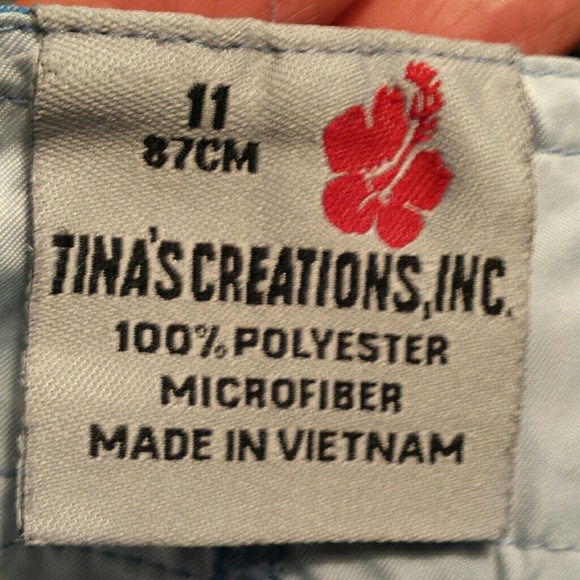 11
87CM
TINA'S CREATIONS, INC.
100% POLYESTER
MICROFIBER
MADE IN VIETNAM